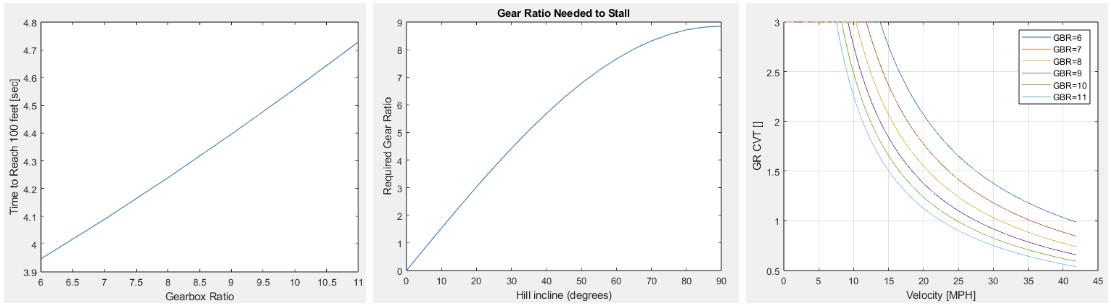 4.8
4.7
4.6
4.5
4.4
4.3
4.2
4.1
4
3.9
Time to Reach 100 feet [sec]
6 6.5 7 7.5 8 8.5 9 9.5 10 10.5 11
Gearbox Ratio
Gear Ratio Needed to Stall
9
8
7
6
5
4
3
2
1
0
Required Gear Ratio
0 10 20 30 40 50 60 70 80 90
Hill incline (degrees)
3
2.5
2
1.5
1
0.5
GR CVT []
GBR=6
GBR=7
GBR=8
GBR=9
GBR=10
GBR=11
0 5 10 15 20 25 30 35 40 45
Velocity [MPH]